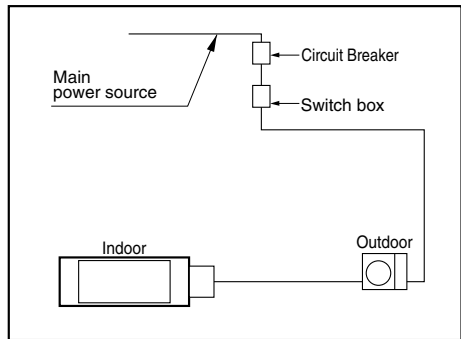 Circuit Breaker
Main
power source
Switch box
Indoor
Outdoor